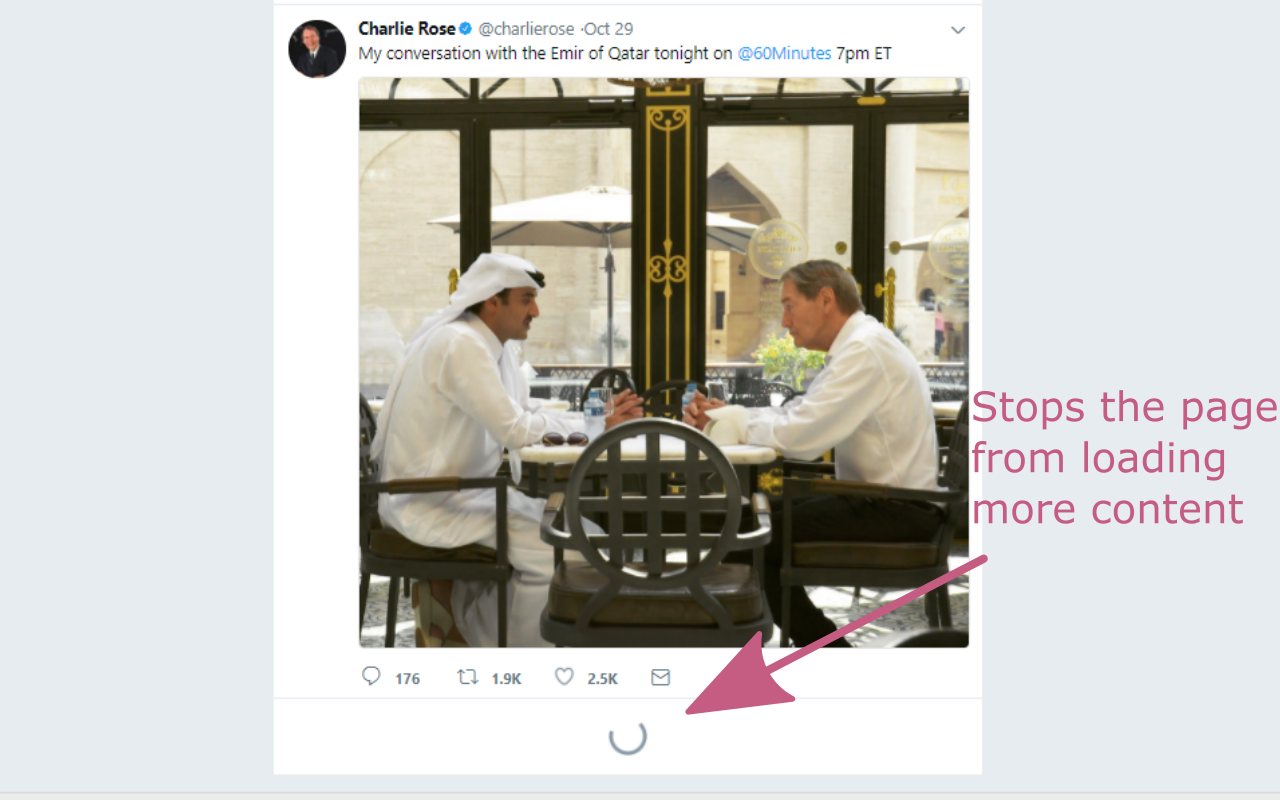 Charlie Rose @charlierose ·Oct 29
My conversation with the Emir of Qatar tonight on @60Minutes 7pm ET
Stops the page
from loading
more content
176 1.9K 2.5K